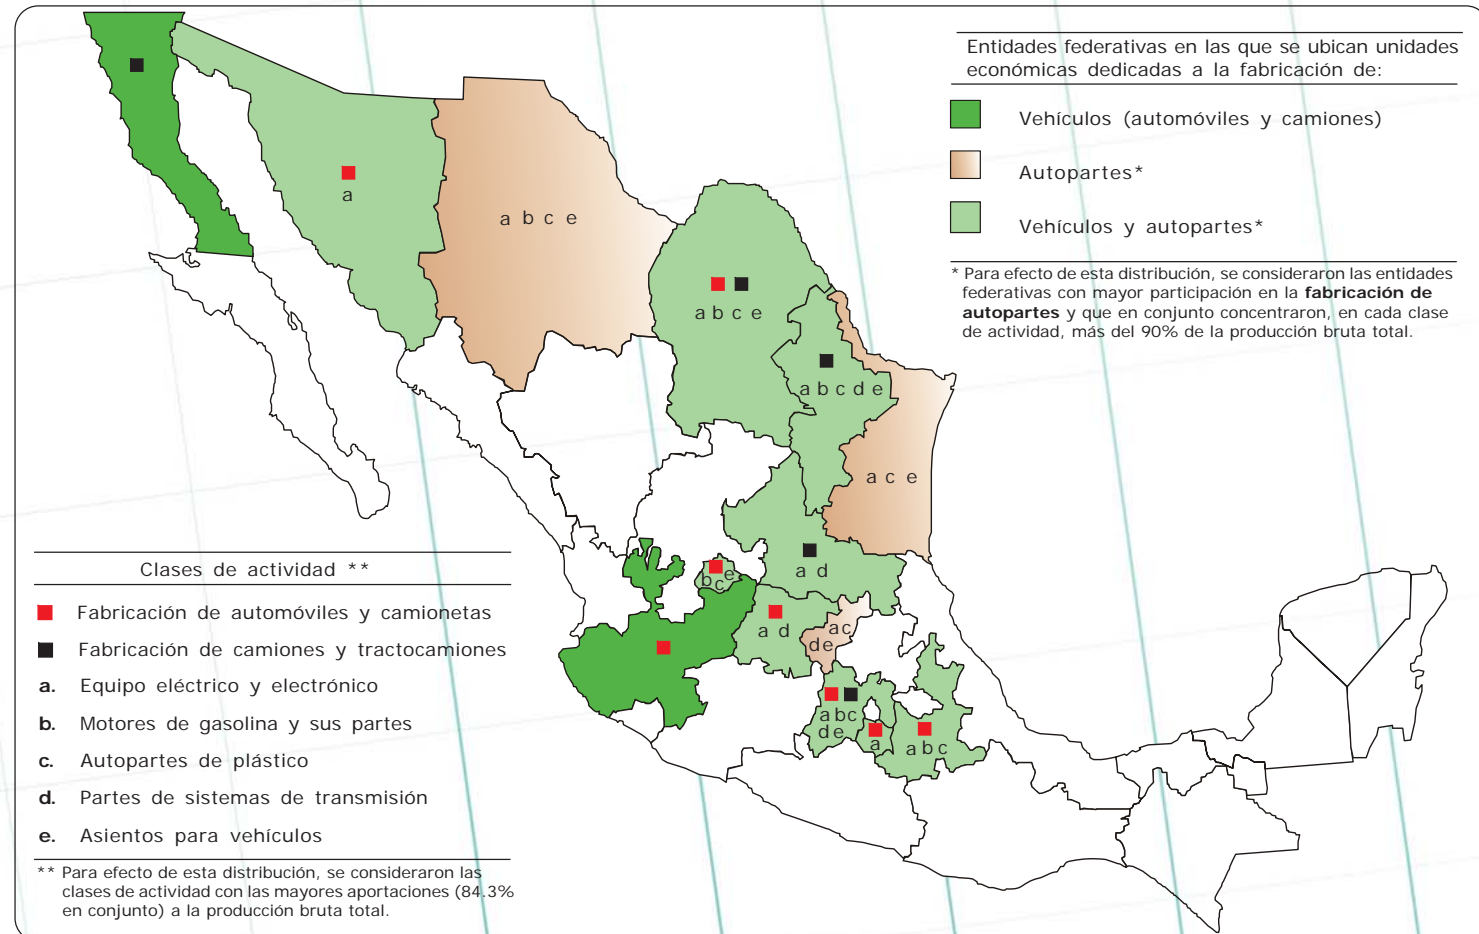 Entidades federativas en las que se ubican unidades
económicas dedicadas a la fabricación de:
Vehículos (automóviles y camiones)
Autopartes*
Vehículos y autopartes*
* Para efecto de esta distribución, se consideraron las entidades
federativas con mayor participación en la fabricación de
autopartes y que en conjunto concentraron, en cada clase
de actividad, más del 90% de la producción bruta total.
a
a b c e
a b c e
a b c d e
a c e
a d
b c e
a d
a c
d e
a b c
d e
a
a b c
Clases de actividad **
Fabricación de automóviles y camionetas
Fabricación de camiones y tractocamiones
a. Equipo eléctrico y electrónico
b. Motores de gasolina y sus partes
c. Autopartes de plástico
d. Partes de sistemas de transmisión
e. Asientos para vehículos
** Para efecto de esta distribución, se consideraron las
clases de actividad con las mayores aportaciones (84.3%
en conjunto) a la producción bruta total.